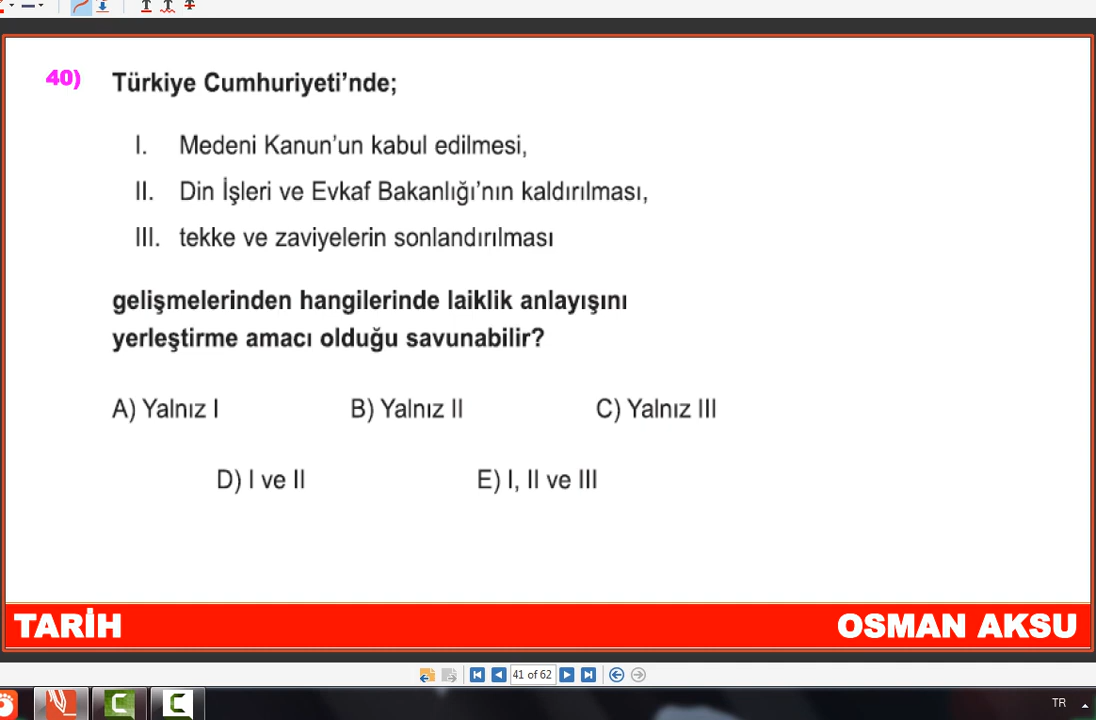 40) Türkiye Cumhuriyeti’nde;
I. Medeni Kanun’un kabul edilmesi,
II. Din İşleri ve Evkaf Bakanlığı’nın kaldırılması,
III. tekke ve zaviyelerin sonlandırılması
gelişmelerinden hangilerinde laiklik anlayışını
yerleştirme amacı olduğu savunabilir?
A) Yalnız I B) Yalnız II C) Yalnız III
D) I ve II E) I, II ve III
TARİH OSMAN AKSU
41 of 62
TR